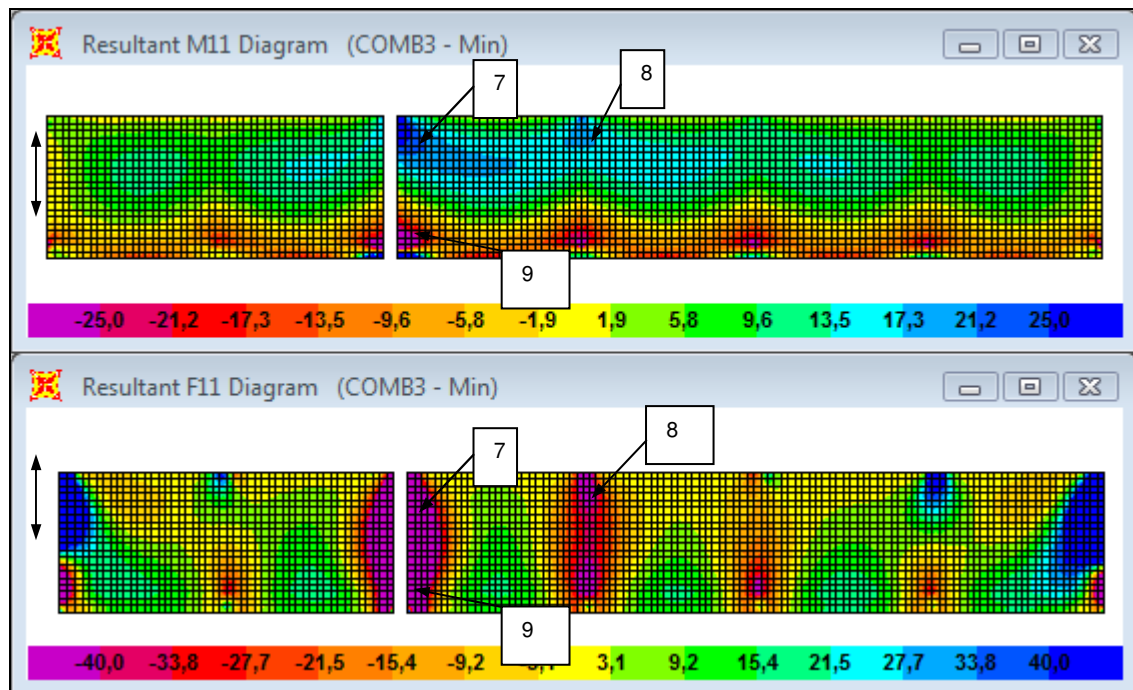 Resultant M11 Diagram (COMB3 - Min)
7
8
9
-25,0 -21,2 -17,3 -13,5 -9,6 -5,8 -1,9 1,9 5,8 9,6 13,5 17,3 21,2 25,0
Resultant F11 Diagram (COMB3 - Min)
7
8
9
-40,0 -33,8 -27,7 -21,5 -15,4 -9,2 3,1 9,2 15,4 21,5 27,7 33,8 40,0